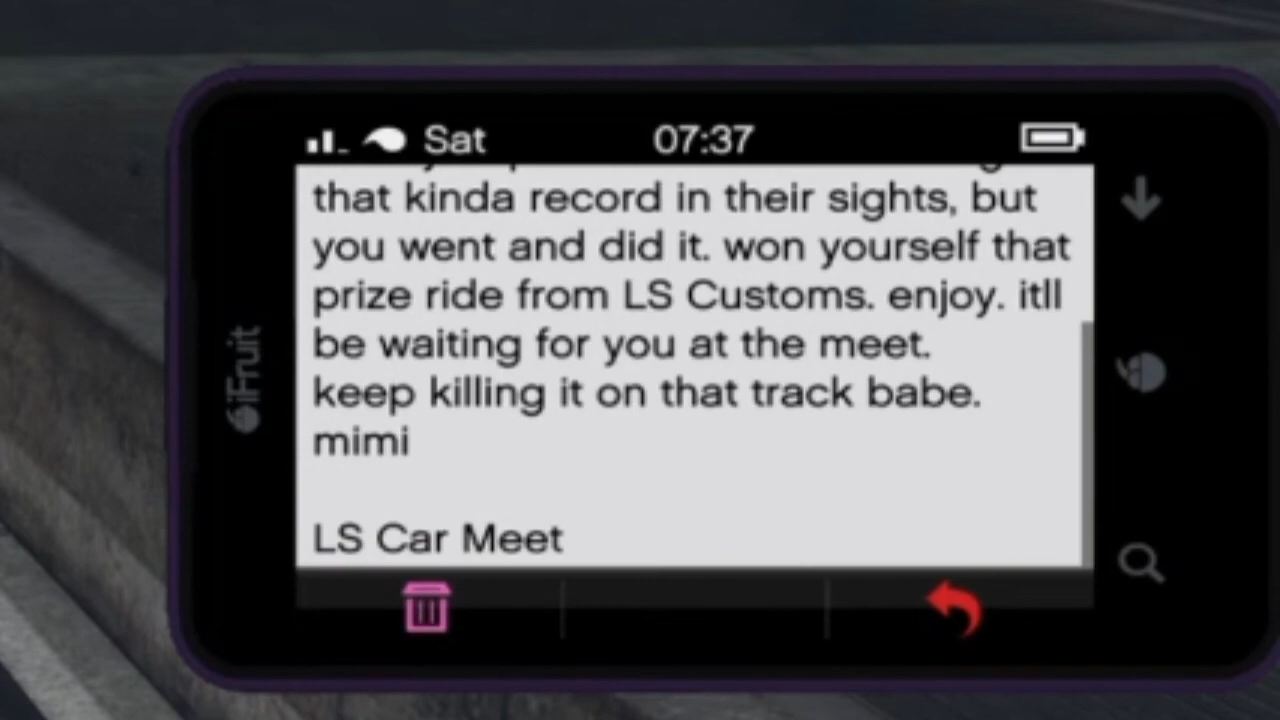 Sat 07:37
that kinda record in their sights, but
you went and did it. won yourself that
prize ride from LS Customs. enjoy. itll
be waiting for you at the meet.
keep killing it on that track babe.
mimi
LS Car Meet
iFruit